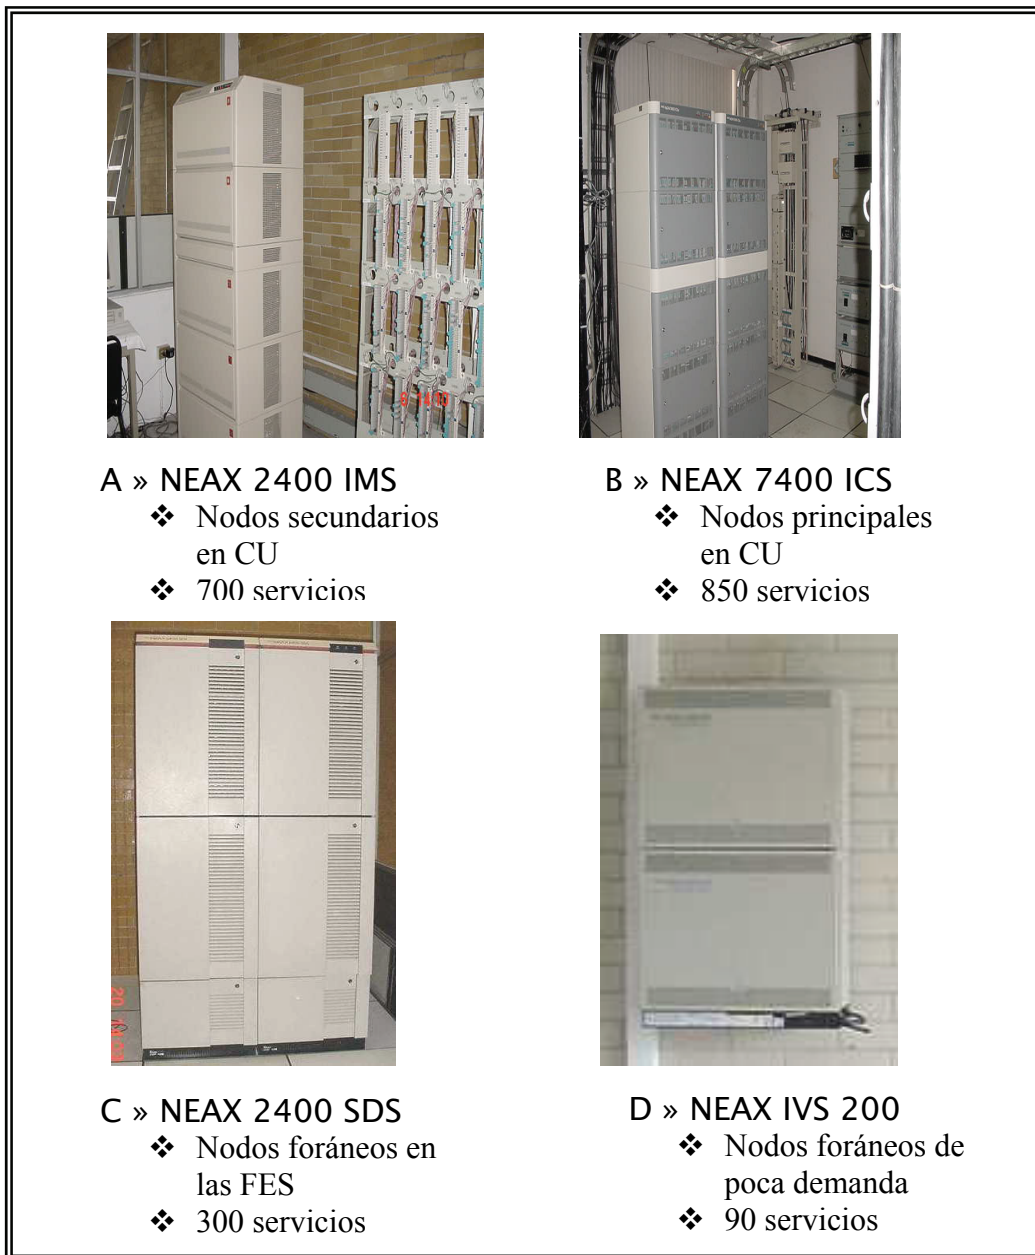 A » NEAX 2400 IMS
❖ Nodos secundarios
en CU
❖ 700 servicios
B » NEAX 7400 ICS
❖ Nodos principales
en CU
❖ 850 servicios
C » NEAX 2400 SDS
❖ Nodos foráneos en
las FES
❖ 300 servicios
D » NEAX IVS 200
❖ Nodos foráneos de
poca demanda
❖ 90 servicios